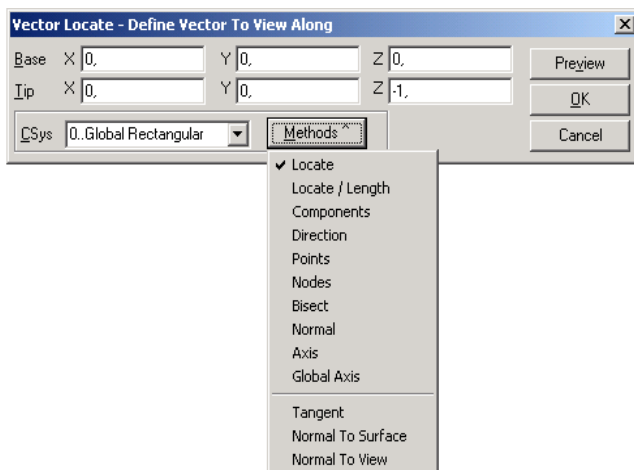 Vector Locate - Define Vector To View Along
Base X 0, Y 0, Z 0, Preview
Tip X 0, Y 0, Z -1, OK
CSys 0..Global Rectangular Methods ^ Cancel
Locate
Locate / Length
Components
Direction
Points
Nodes
Bisect
Normal
Axis
Global Axis
Tangent
Normal To Surface
Normal To View